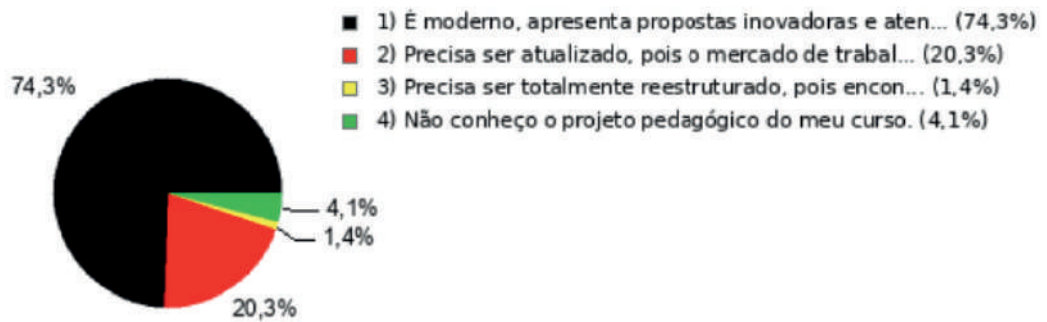 1) É moderno, apresenta propostas inovadoras e aten... (74,3%)
2) Precisa ser atualizado, pois o mercado de trabal... (20,3%)
3) Precisa ser totalmente reestruturado, pois encon... (1,4%)
4) Não conheço o projeto pedagógico do meu curso. (4,1%)
74,3%
4,1%
1,4%
20,3%